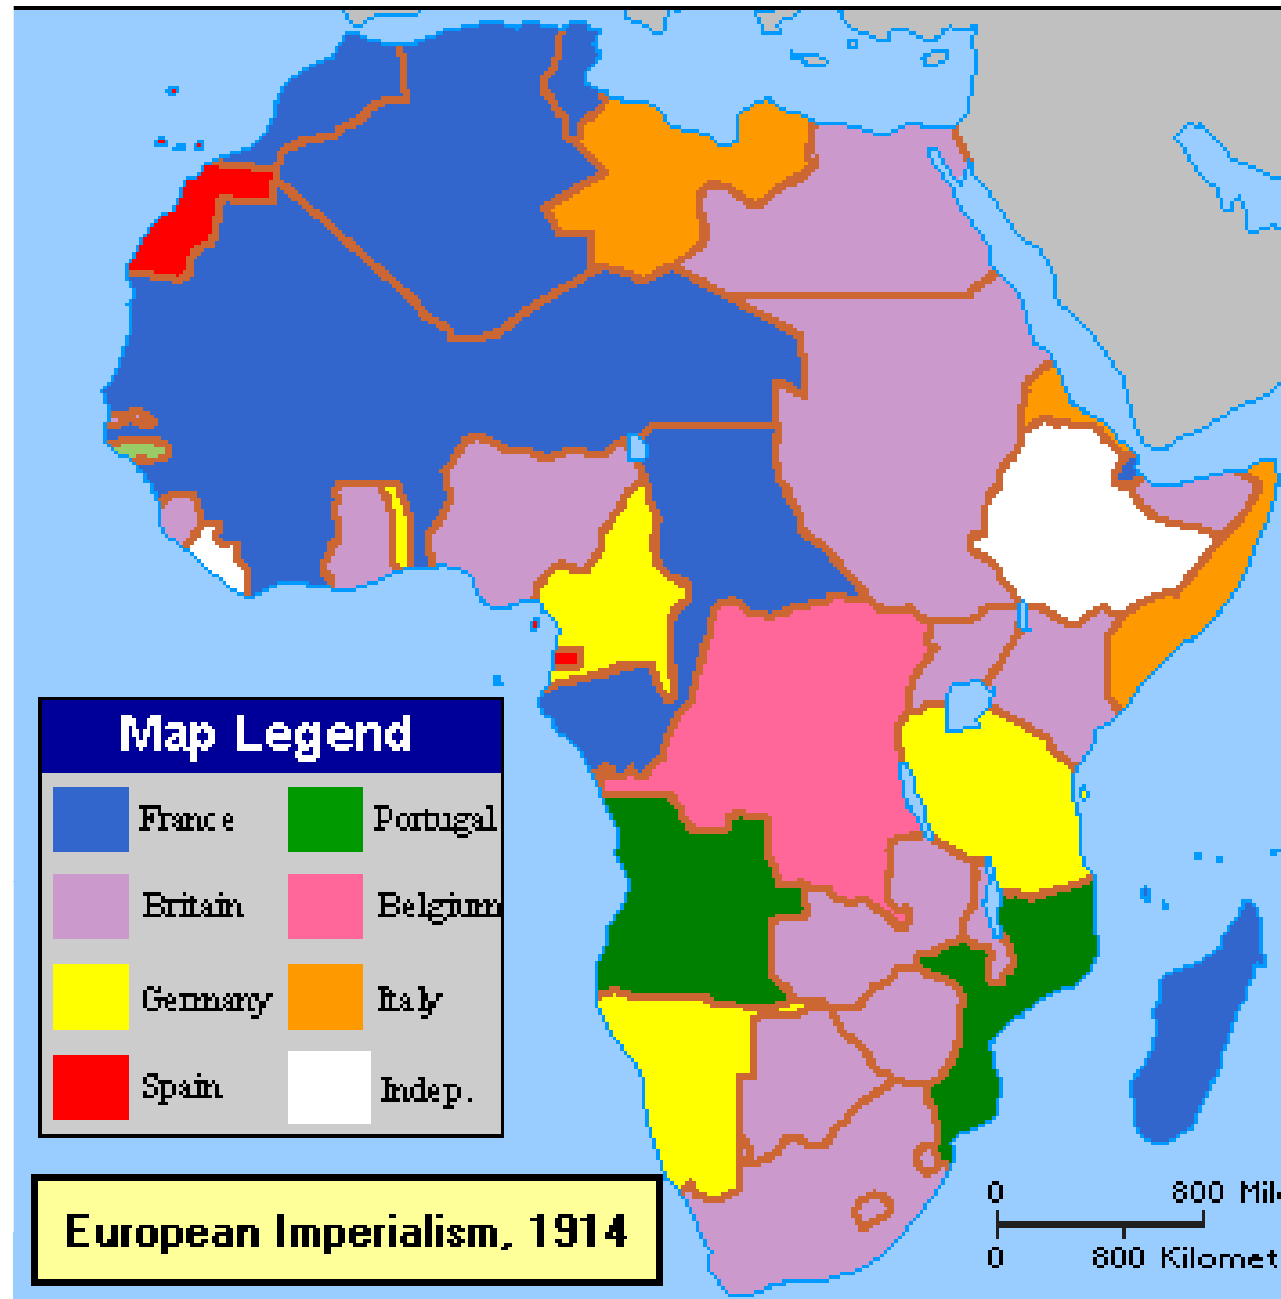 Map Legend
France Portugal
Britain Belgium
Germany Italy
Spain Indep.
European Imperialism, 1914
0 800 Mil
0 800 Kilomet